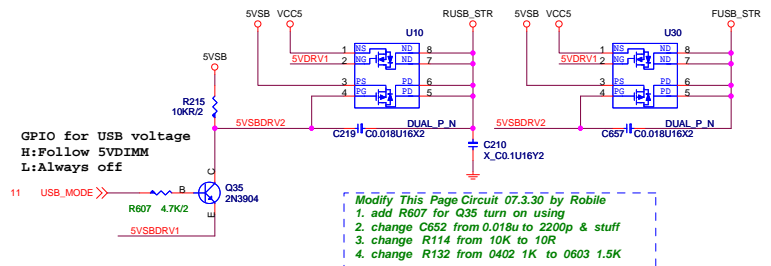 5VSB VCC5 U10 RUSB_STR 5VSB VCC5 U30 FUSB_STR
1 NS ND 8
5VDRV1 2 NG ND 7
3 PS PD 6
4 PG PD 5
1 NS ND 8
5VDRV1 2 NG ND 7
3 PS PD 6
4 PG PD 5
5VSB
R215
10KR/2
5VSBDRV2 DUAL_P_N
C219 C0.018U16X2
5VSBDRV2 DUAL_P_N
C657 C0.018U16X2
C210
X_C0.1U16Y2
GPIO for USB voltage
H:Follow 5VDIMM
L:Always off
11 USB_MODE
R607 4.7K/2
B C E
Q35
2N3904
5VSBDRV1
Modify This Page Circuit 07.3.30 by Robile
1. add R607 for Q35 turn on using
2. change C652 from 0.018u to 2200p & stuff
3. change R114 from 10K to 10R
4. change R132 from 0402 1K to 0603 1.5K